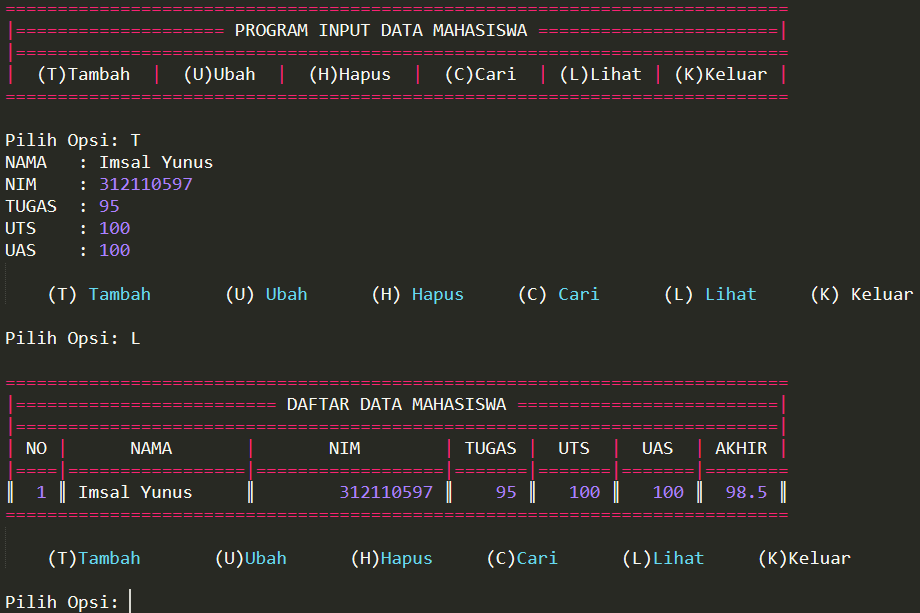 ===========================================================================
|==================== PROGRAM INPUT DATA MAHASISWA =======================|
|==========================================================================
|  (T)Tambah  |  (U)Ubah  |  (H)Hapus  |  (C)Cari  | (L)Lihat | (K)Keluar |
===========================================================================
Pilih Opsi: T
NAMA   : Imsal Yunus
NIM    : 312110597
TUGAS  : 95
UTS    : 100
UAS    : 100
(T) Tambah       (U) Ubah      (H) Hapus     (C) Cari      (L) Lihat     (K) Keluar
Pilih Opsi: L
===========================================================================
|========================= DAFTAR DATA MAHASISWA =========================|
|=========================================================================|
| NO |      NAMA       |       NIM        | TUGAS |  UTS  |  UAS  | AKHIR |
|====|=================|==================|=======|=======|=======|========
║  1 ║ Imsal Yunus     ║        312110597 ║    95 ║   100 ║   100 ║  98.5 ║
===========================================================================
(T)Tambah       (U)Ubah      (H)Hapus     (C)Cari      (L)Lihat     (K)Keluar
Pilih Opsi: